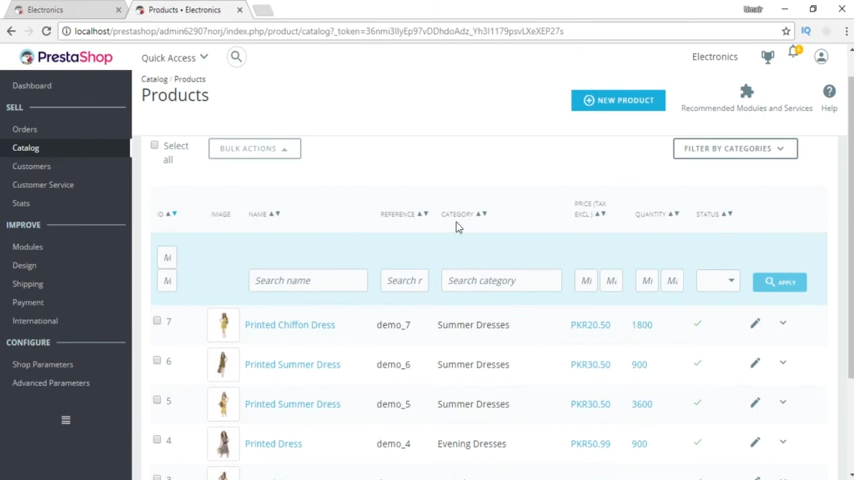 Electronics
Products • Electronics
Umair
localhost/prestashop/admin62907norj/index.php/product/catalog?_token=36nmi3IIyEp97vDDhdoAdz_Yh3I1179psvLXeXEP27s
PrestaShop
Quick Access
Electronics
Dashboard
SELL
Orders
Catalog
Customers
Customer Service
Stats
IMPROVE
Modules
Design
Shipping
Payment
International
CONFIGURE
Shop Parameters
Advanced Parameters
Catalog / Products
Products
NEW PRODUCT
Recommended Modules and Services
Help
Select all
BULK ACTIONS
FILTER BY CATEGORIES
ID IMAGE NAME REFERENCE CATEGORY PRICE (TAX EXCL.) QUANTITY STATUS
Search name Search r Search category Mi Mi APPLY
7 Printed Chiffon Dress demo_7 Summer Dresses PKR20.50 1800
6 Printed Summer Dress demo_6 Summer Dresses PKR30.50 900
5 Printed Summer Dress demo_5 Summer Dresses PKR30.50 3600
4 Printed Dress demo_4 Evening Dresses PKR50.99 900